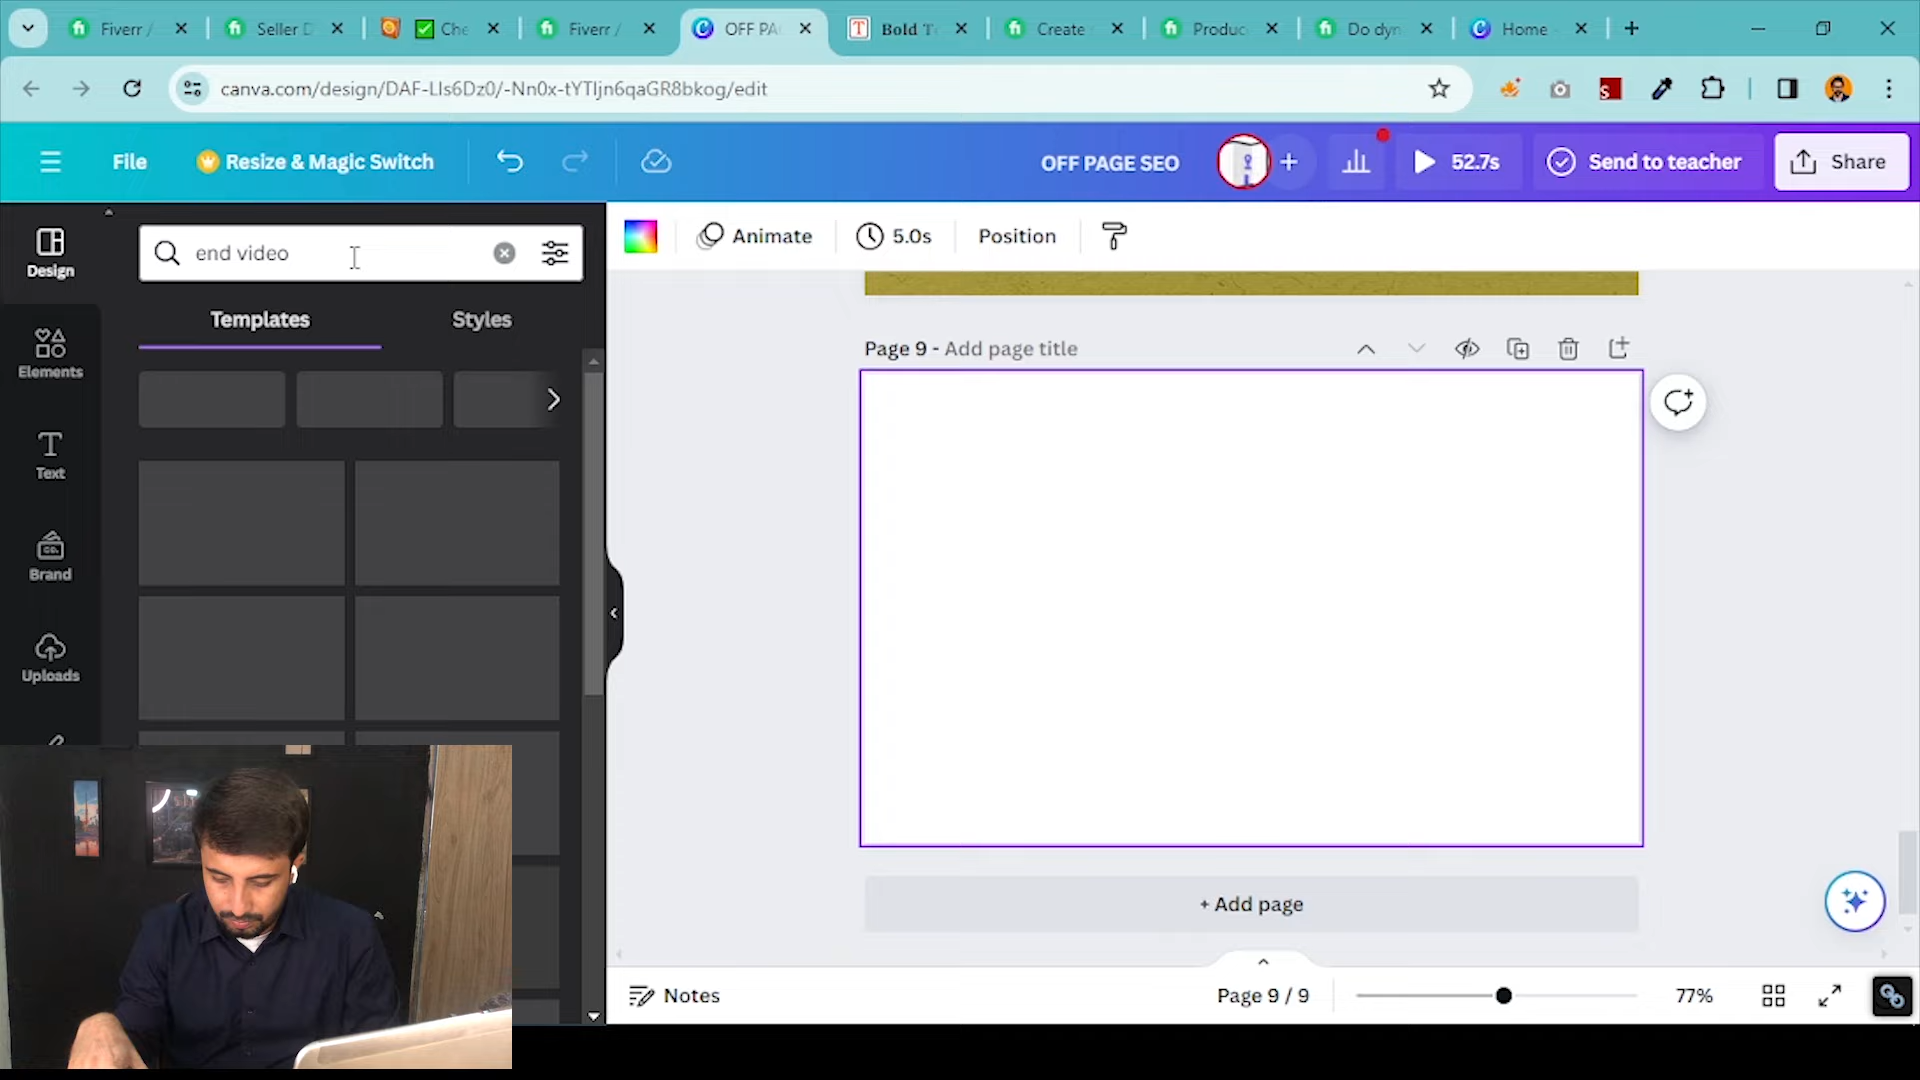 Fiverr /
Seller D
Che
Fiverr /
OFF PA
Bold T
Create
Produc
Do dyn
Home
canva.com/design/DAF-LIs6Dz0/-Nn0x-tYTIjn6qaGR8bkog/edit
File
Resize & Magic Switch
OFF PAGE SEO
52.7s
Send to teacher
Share
Design
end video
Animate
5.0s
Position
Templates
Styles
Elements
Page 9 - Add page title
Text
Brand
Uploads
+ Add page
Notes
Page 9 / 9
77%